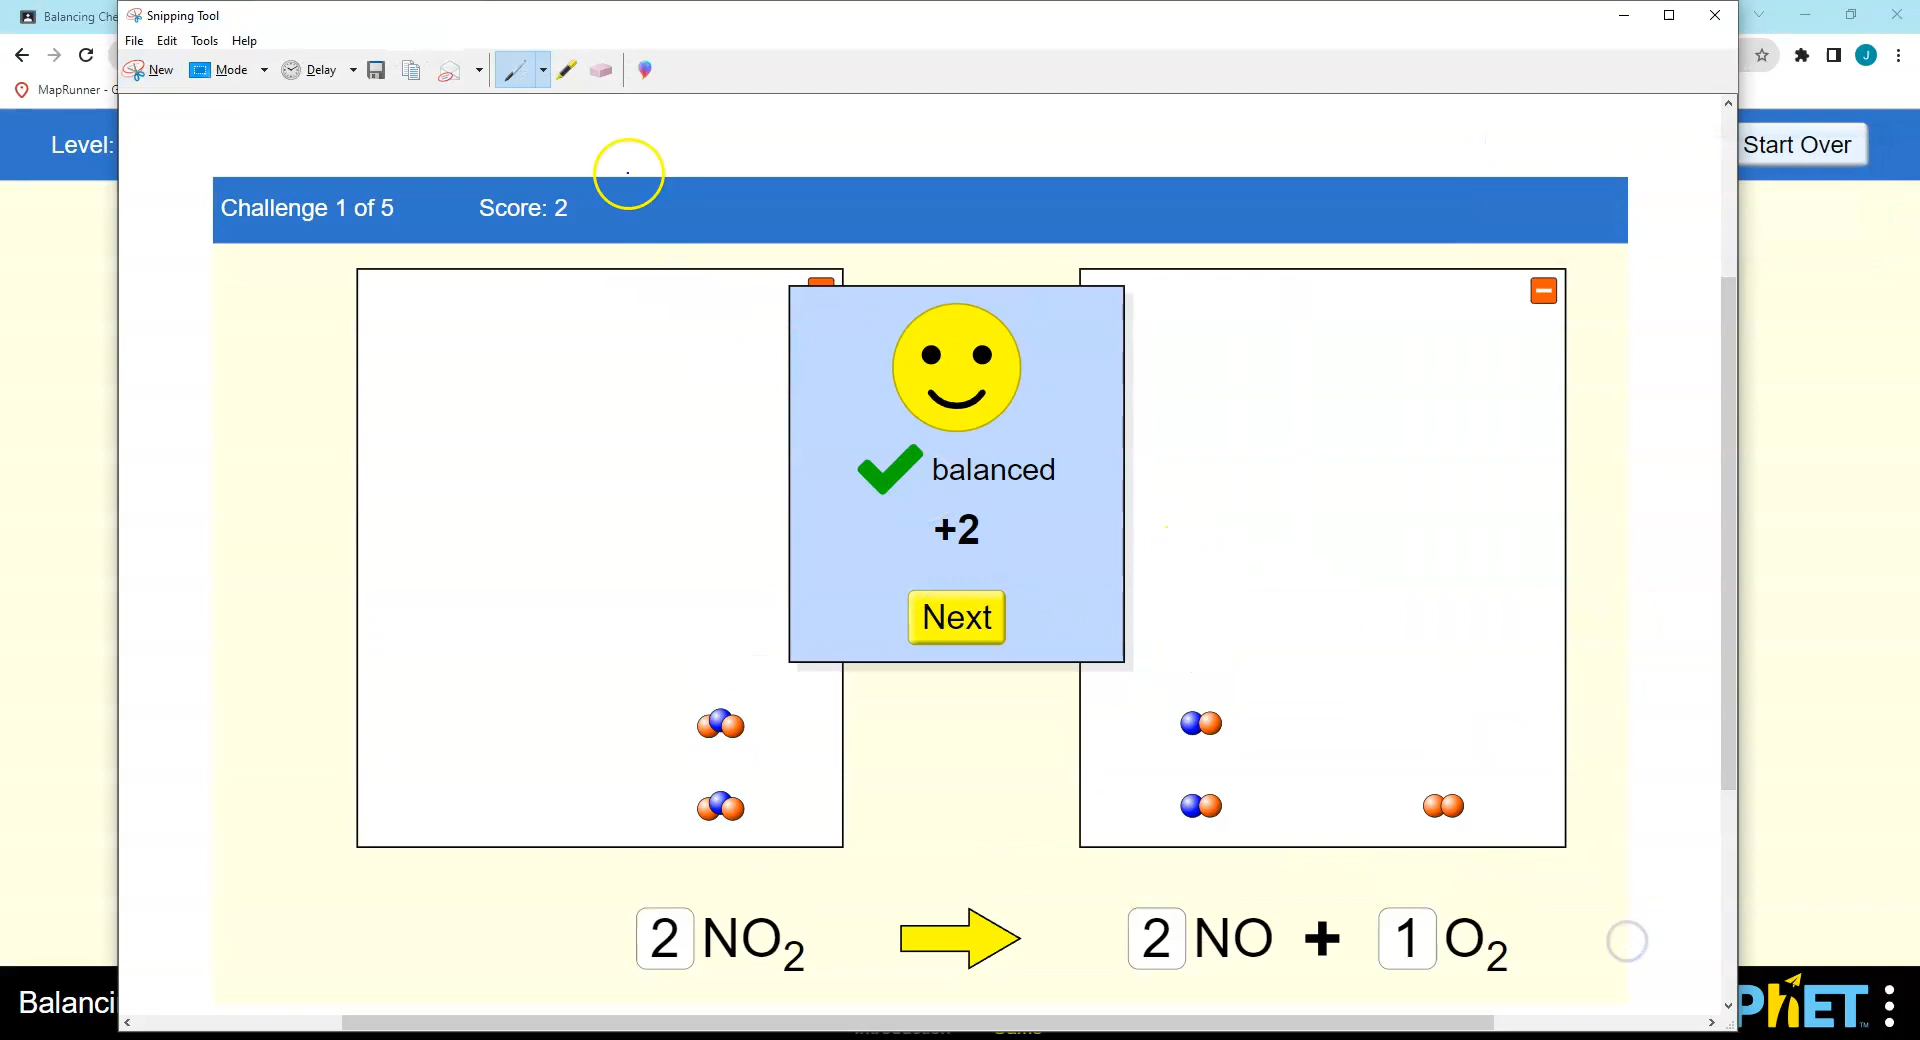 Balancing Che
Snipping Tool
File Edit Tools Help
New Mode Delay
MapRunner - G
J
Level:
Start Over
Challenge 1 of 5 Score: 2
balanced
+2
Next
2 NO2 2 NO + 1 O2
Balanci
PhET